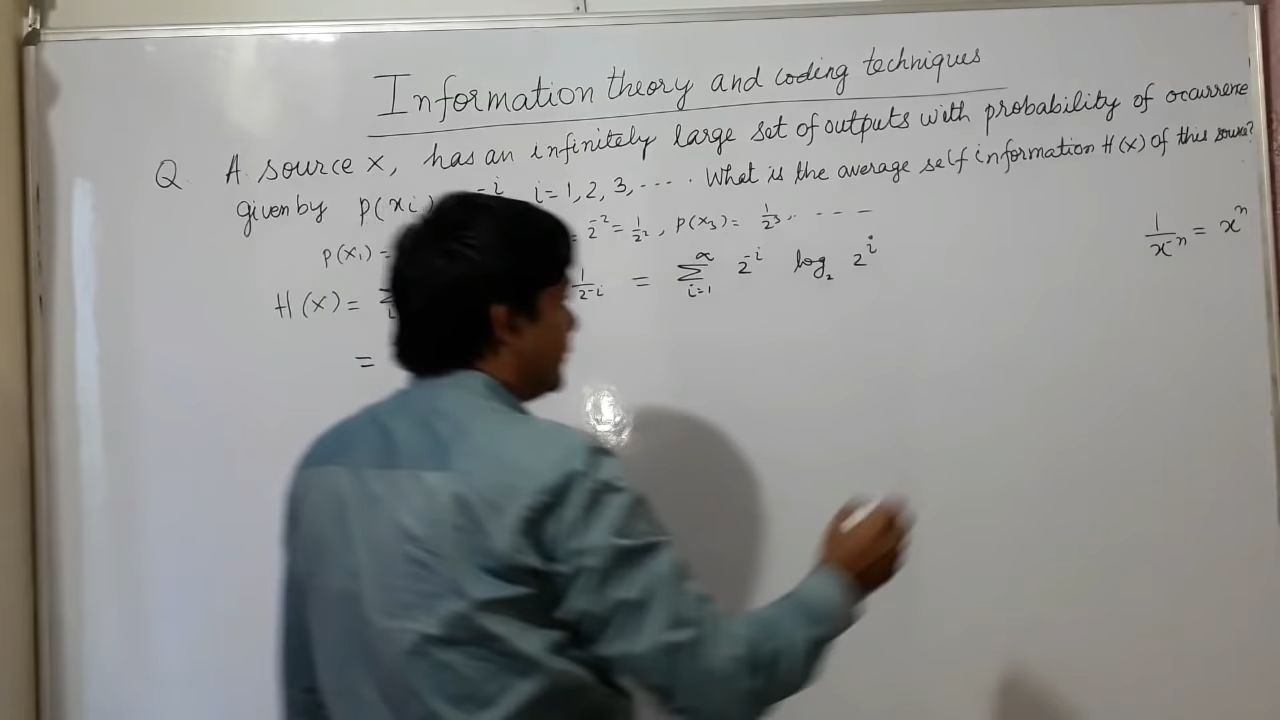 Information theory and coding techniques
Q. A source X, has an infinitely large set of outputs with probability of ocurrence
given by P(xi) -i, i=1,2,3,---. What is the average self information H(X) of this source?
P(x₁)= = 2⁻² = 1/2², P(x₃)= 1/2³, - - - -
1/x⁻ⁿ = xⁿ
H(X) = Σ 1/2⁻ⁱ = Σ i=1 ∝ 2⁻ⁱ log₂ 2ⁱ
=